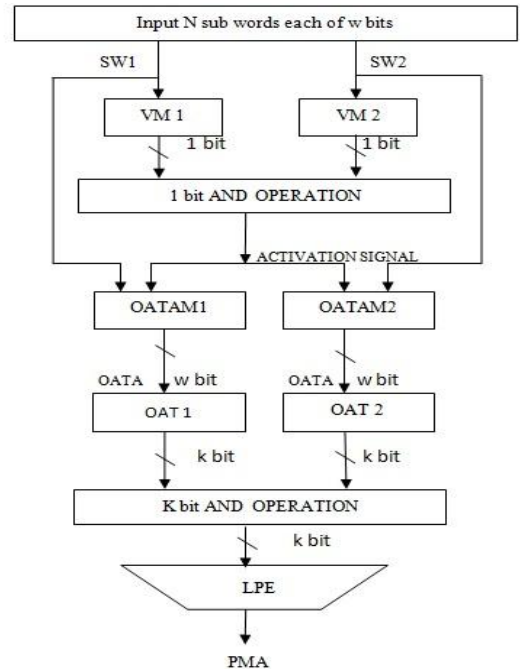 Input N sub words each of w bits
SW1
SW2
VM 1
VM 2
1 bit
1 bit
1 bit AND OPERATION
ACTIVATION SIGNAL
OATAM1
OATAM2
OATA
w bit
OATA
w bit
OAT 1
OAT 2
k bit
k bit
K bit AND OPERATION
k bit
LPE
PMA